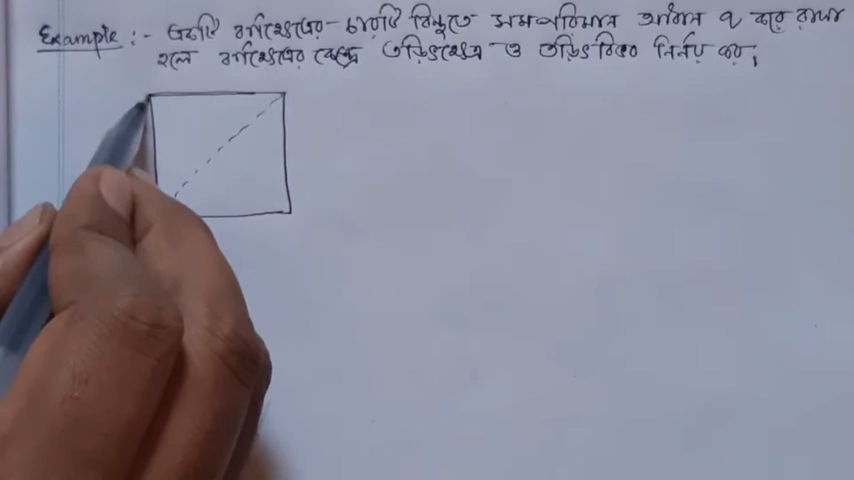 Example :- একটি বর্গক্ষেত্রের চারটি বিন্দুতে সমপরিমাণ আধান q করে রাখা
হলে বর্গক্ষেত্রের কেন্দ্রে তড়িৎক্ষেত্র ও তড়িৎবিভব নির্ণয় কর।